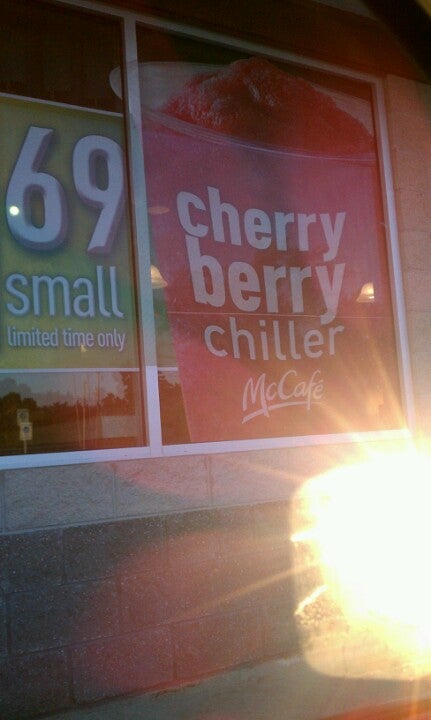 69
small
limited time only
cherry
berry
chiller
McCafé